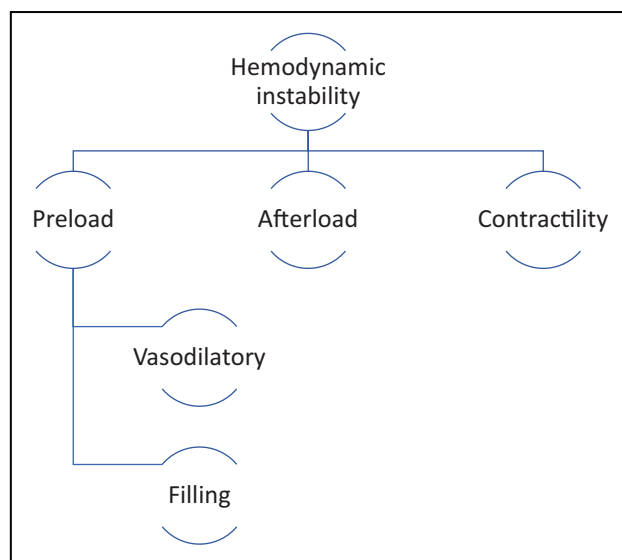 Hemodynamic
instability
Preload
Afterload
Contractility
Vasodilatory
Filling